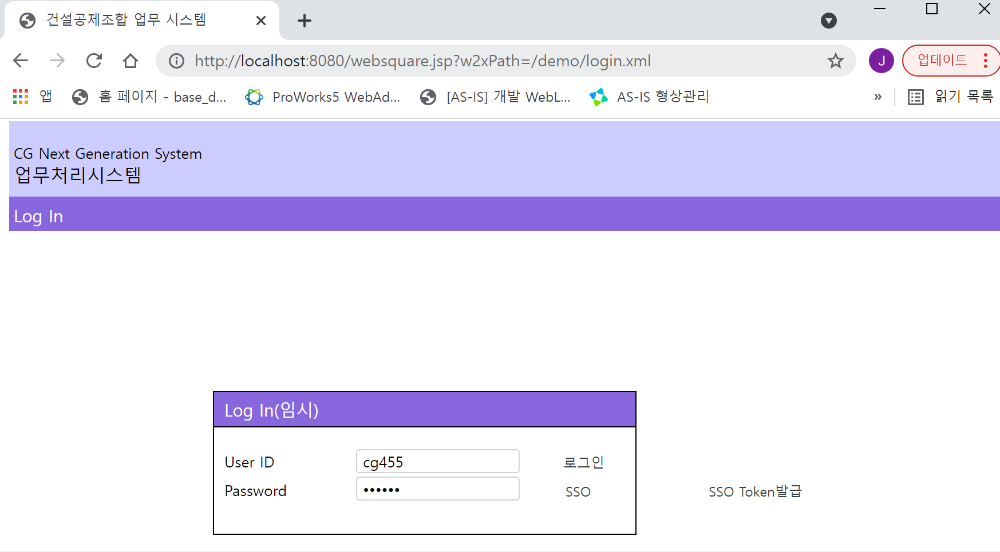 건설공제조합 업무 시스템
http://localhost:8080/websquare.jsp?w2xPath=/demo/login.xml
J
업데이트
앱
홈 페이지 - base_d...
ProWorks5 WebAd...
[AS-IS] 개발 WebL...
AS-IS 형상관리
»
읽기 목록
CG Next Generation System
업무처리시스템
Log In
Log In(임시)
User ID
cg455
로그인
Password
••••••
SSO
SSO Token발급